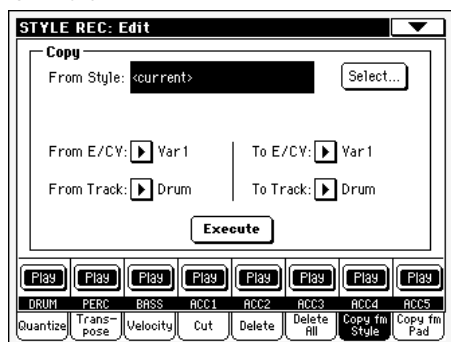 STYLE REC: Edit
Copy
From Style: <current> Select...
From E/CV: Var1 To E/CV: Var1
From Track: Drum To Track: Drum
Execute
Play Play Play Play Play Play Play Play
DRUM PERC BASS ACC1 ACC2 ACC3 ACC4 ACC5
Quantize Trans-pose Velocity Cut Delete Delete All Copy fm Style Copy fm Pad